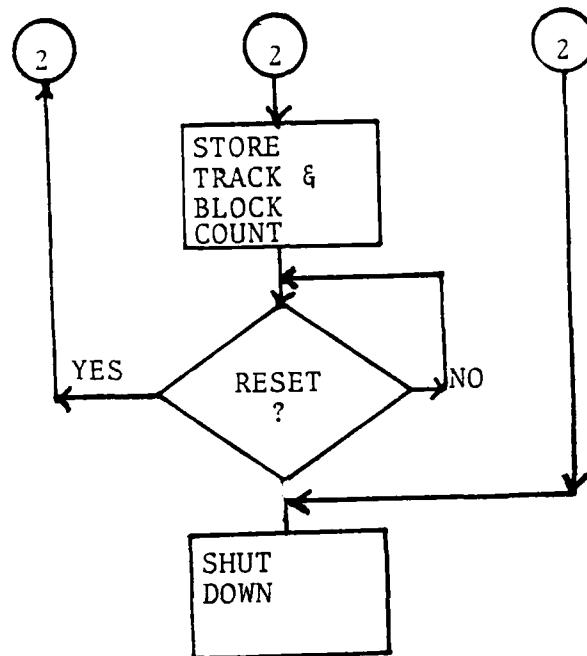 2
2
2
STORE
TRACK &
BLOCK
COUNT
YES
RESET
?
NO
SHUT
DOWN